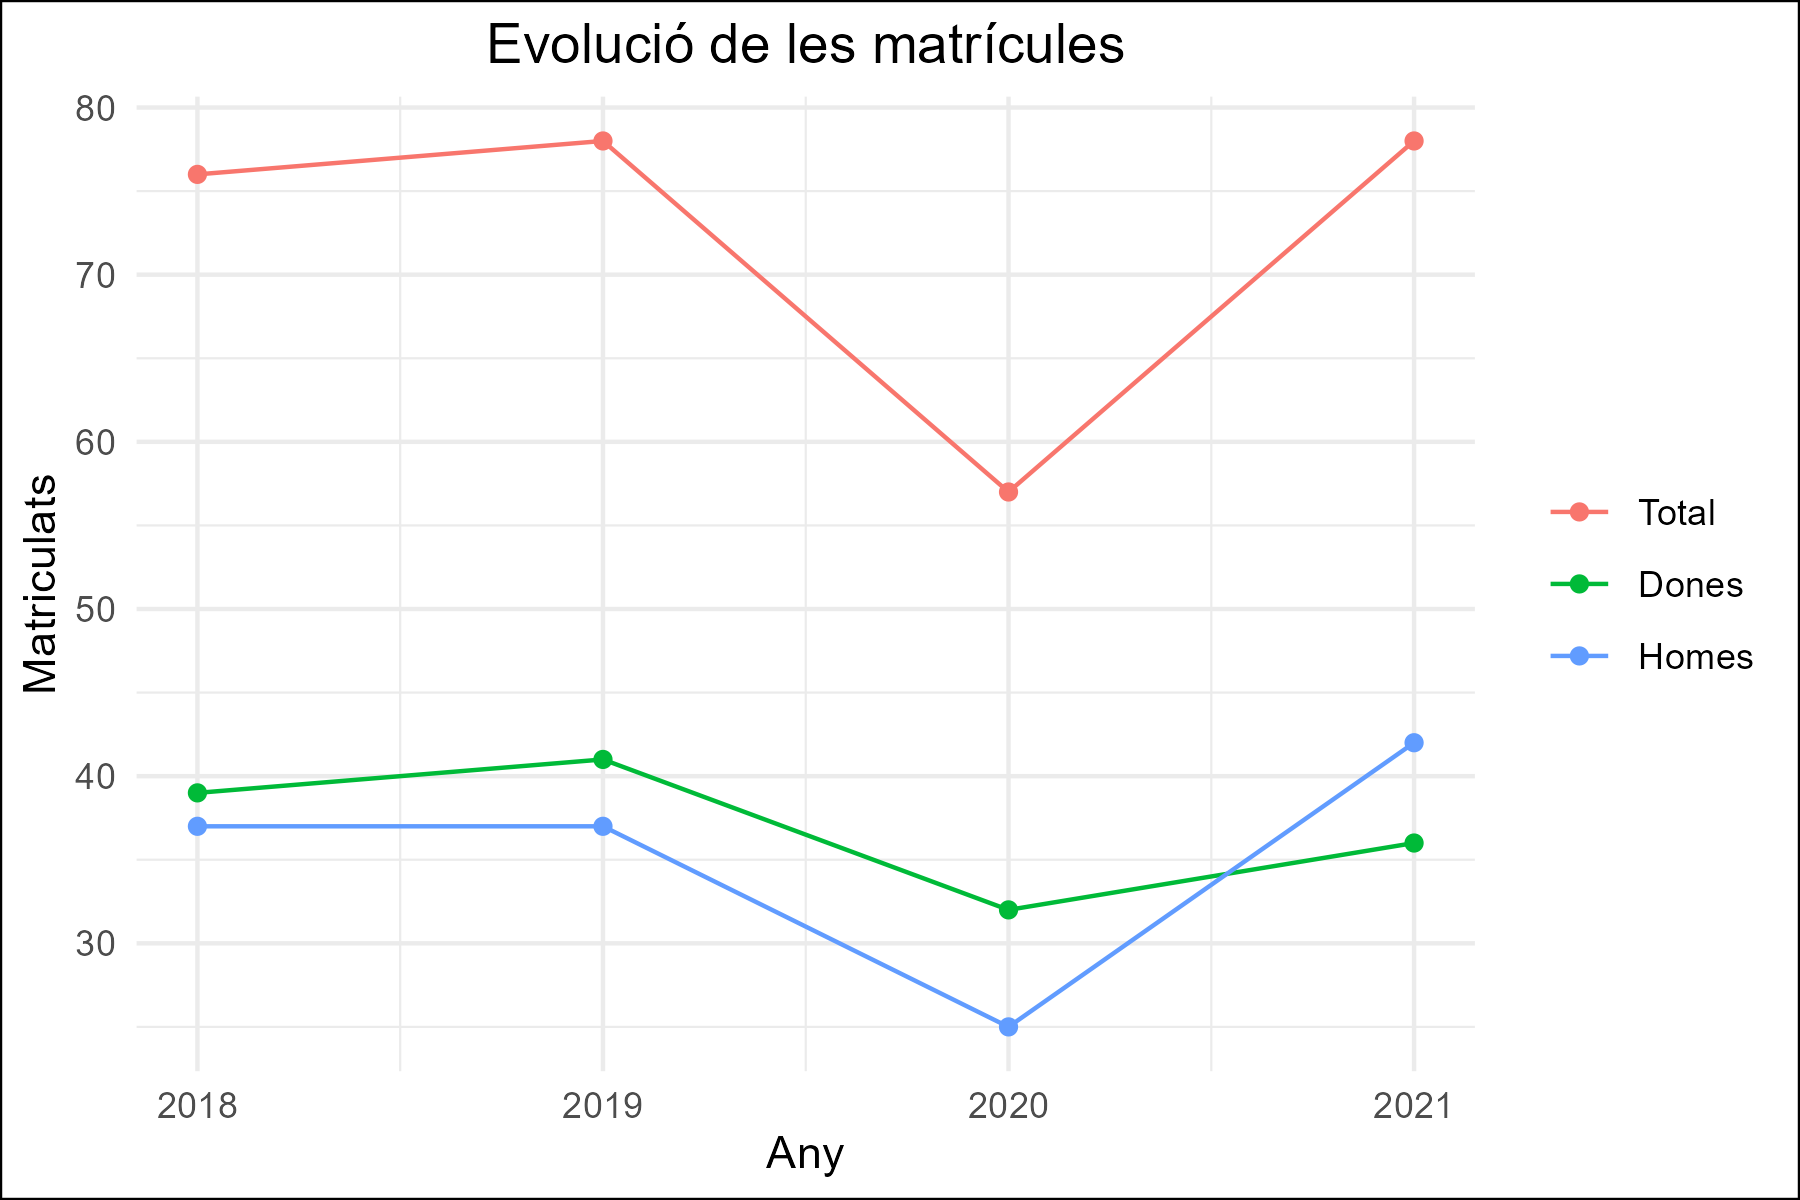 Evolució de les matrícules
80
70
60
50
40
30
Matriculats
2018 2019 2020 2021
Any
Total
Dones
Homes